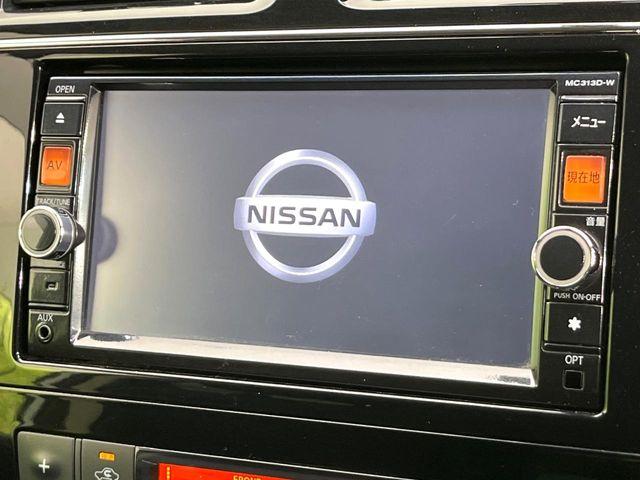 OPEN
MC313D-W
メニュー
AV
現在地
TRACK/TUNE
音量
NISSAN
PUSH ON-OFF
AUX
OPT
FRONT